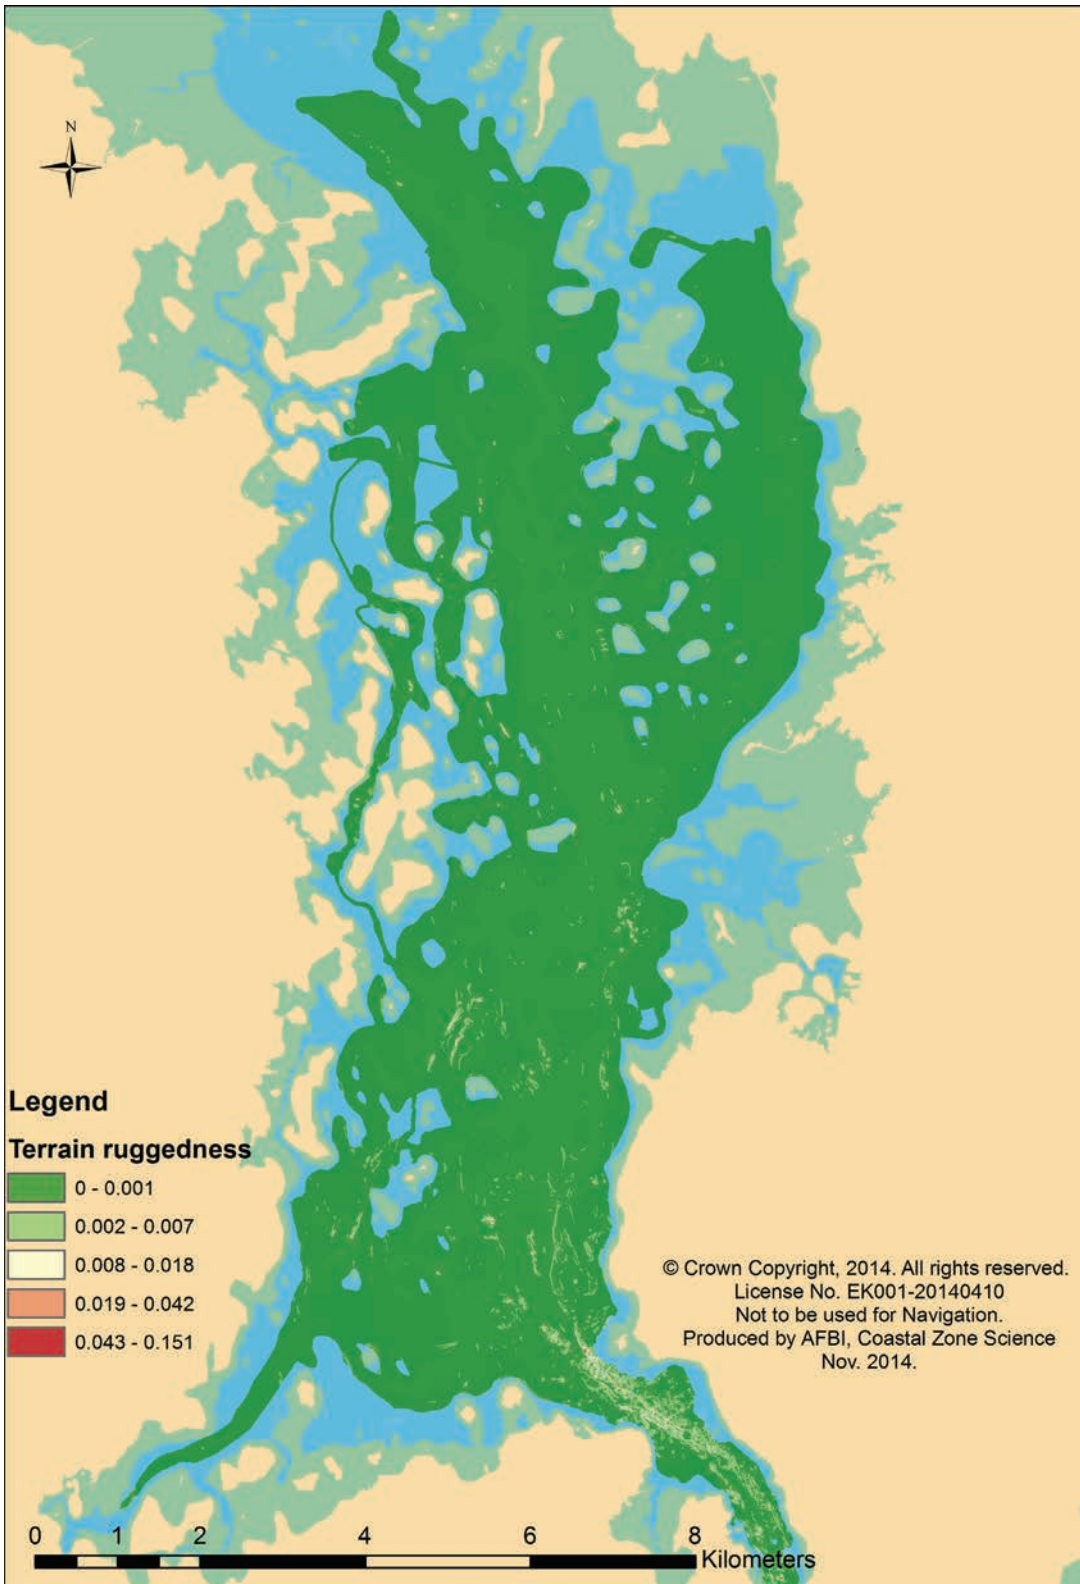 N
Legend
Terrain ruggedness
0 - 0.001
0.002 - 0.007
0.008 - 0.018
0.019 - 0.042
0.043 - 0.151
© Crown Copyright, 2014. All rights reserved.
License No. EK001-20140410
Not to be used for Navigation.
Produced by AFBI, Coastal Zone Science
Nov. 2014.
0 1 2 4 6 8
Kilometers